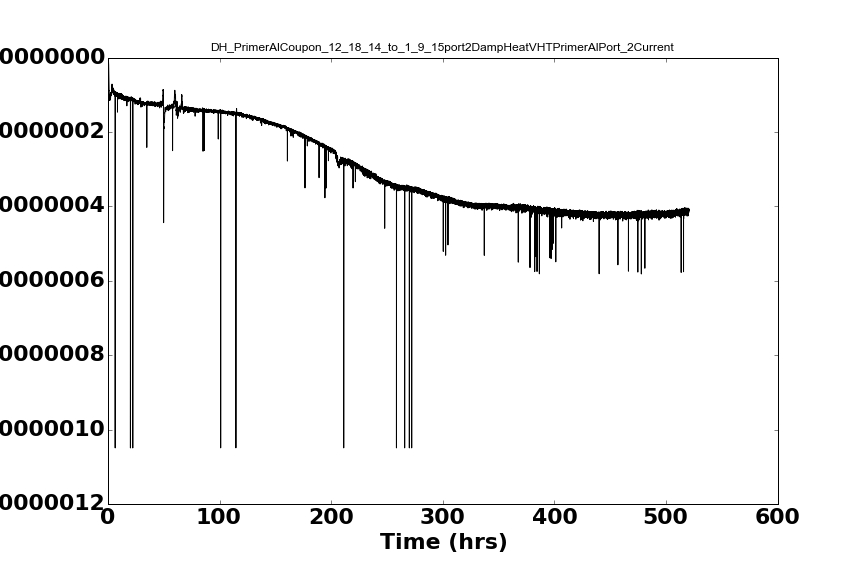 DH_PrimerAlCoupon_12_18_14_to_1_9_15port2DampHeatVHTPrimerAlPort_2Current
0000000
0000002
0000004
0000006
0000008
0000010
0000012
0 100 200 300 400 500 600
Time (hrs)